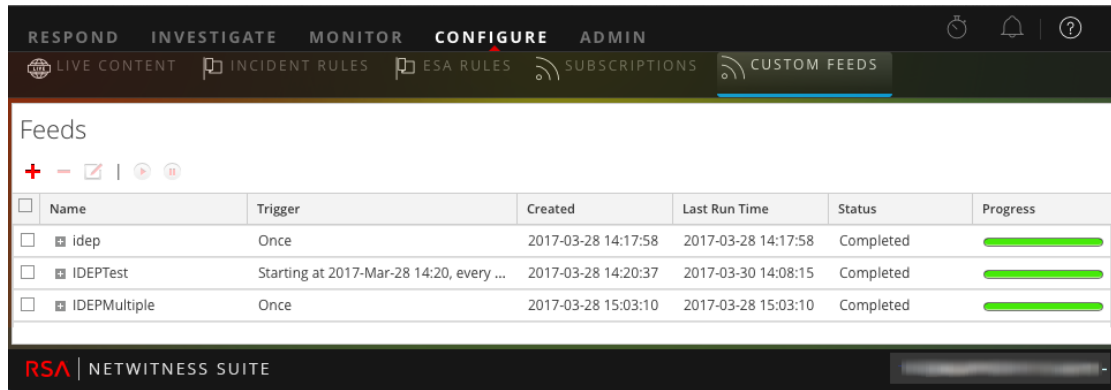 RESPOND INVESTIGATE MONITOR CONFIGURE ADMIN
LIVE LIVE CONTENT INCIDENT RULES ESA RULES SUBSCRIPTIONS CUSTOM FEEDS
Feeds
Name Trigger Created Last Run Time Status Progress
idep Once 2017-03-28 14:17:58 2017-03-28 14:17:58 Completed
IDEPTest Starting at 2017-Mar-28 14:20, every ... 2017-03-28 14:20:37 2017-03-30 14:08:15 Completed
IDEPMultiple Once 2017-03-28 15:03:10 2017-03-28 15:03:10 Completed
RSA | NETWITNESS SUITE